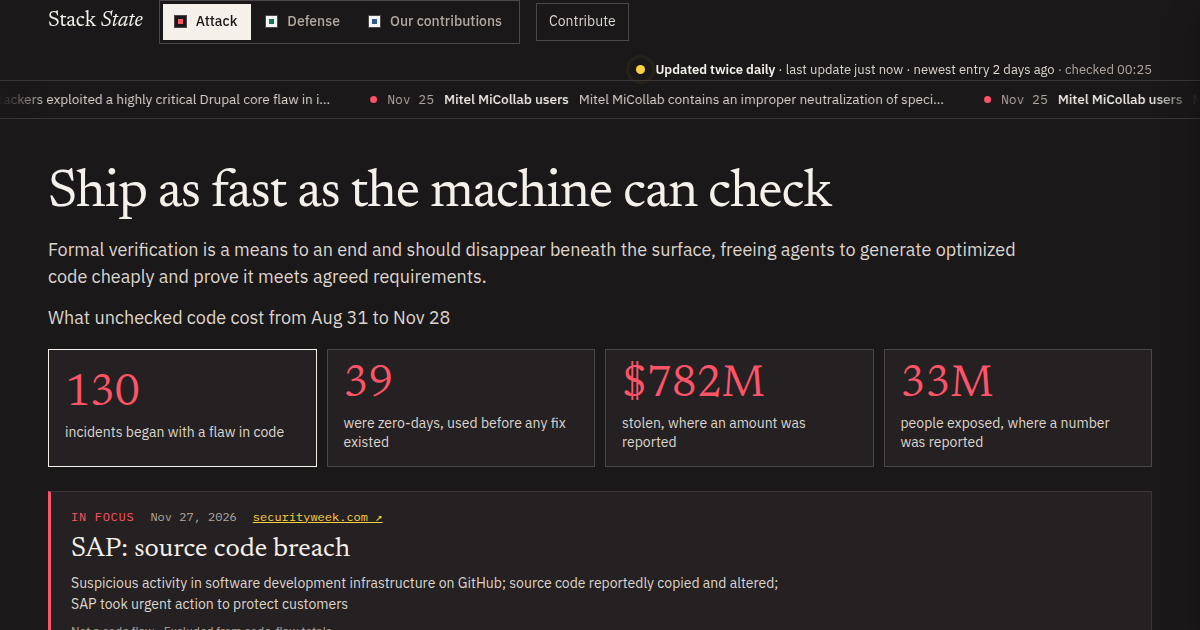 Stack State
Attack
Defense
Our contributions
Contribute
Updated twice daily · last update just now · newest entry 2 days ago · checked 00:25
ackers exploited a highly critical Drupal core flaw in i…
Nov 25 Mitel MiCollab users Mitel MiCollab contains an improper neutralization of speci…
Nov 25 Mitel MiCollab users
Ship as fast as the machine can check
Formal verification is a means to an end and should disappear beneath the surface, freeing agents to generate optimized
code cheaply and prove it meets agreed requirements.
What unchecked code cost from Aug 31 to Nov 28
130
incidents began with a flaw in code
39
were zero-days, used before any fix
existed
$782M
stolen, where an amount was
reported
33M
people exposed, where a number
was reported
IN FOCUS Nov 27, 2026 securityweek.com ↗
SAP: source code breach
Suspicious activity in software development infrastructure on GitHub; source code reportedly copied and altered;
SAP took urgent action to protect customers